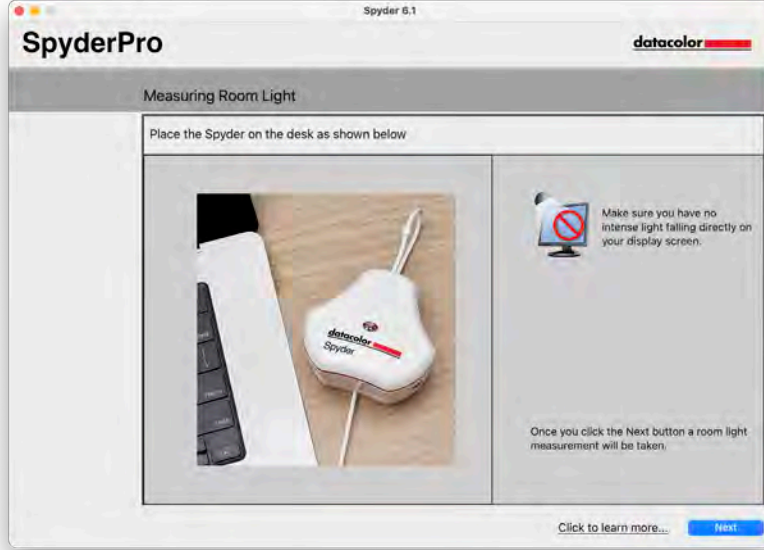 Spyder 6.1
SpyderPro
datacolor
Measuring Room Light
Place the Spyder on the desk as shown below
Make sure you have no
intense light falling directly on
your display screen.
datacolor
Spyder
Once you click the Next button a room light
measurement will be taken.
Click to learn more...
Next